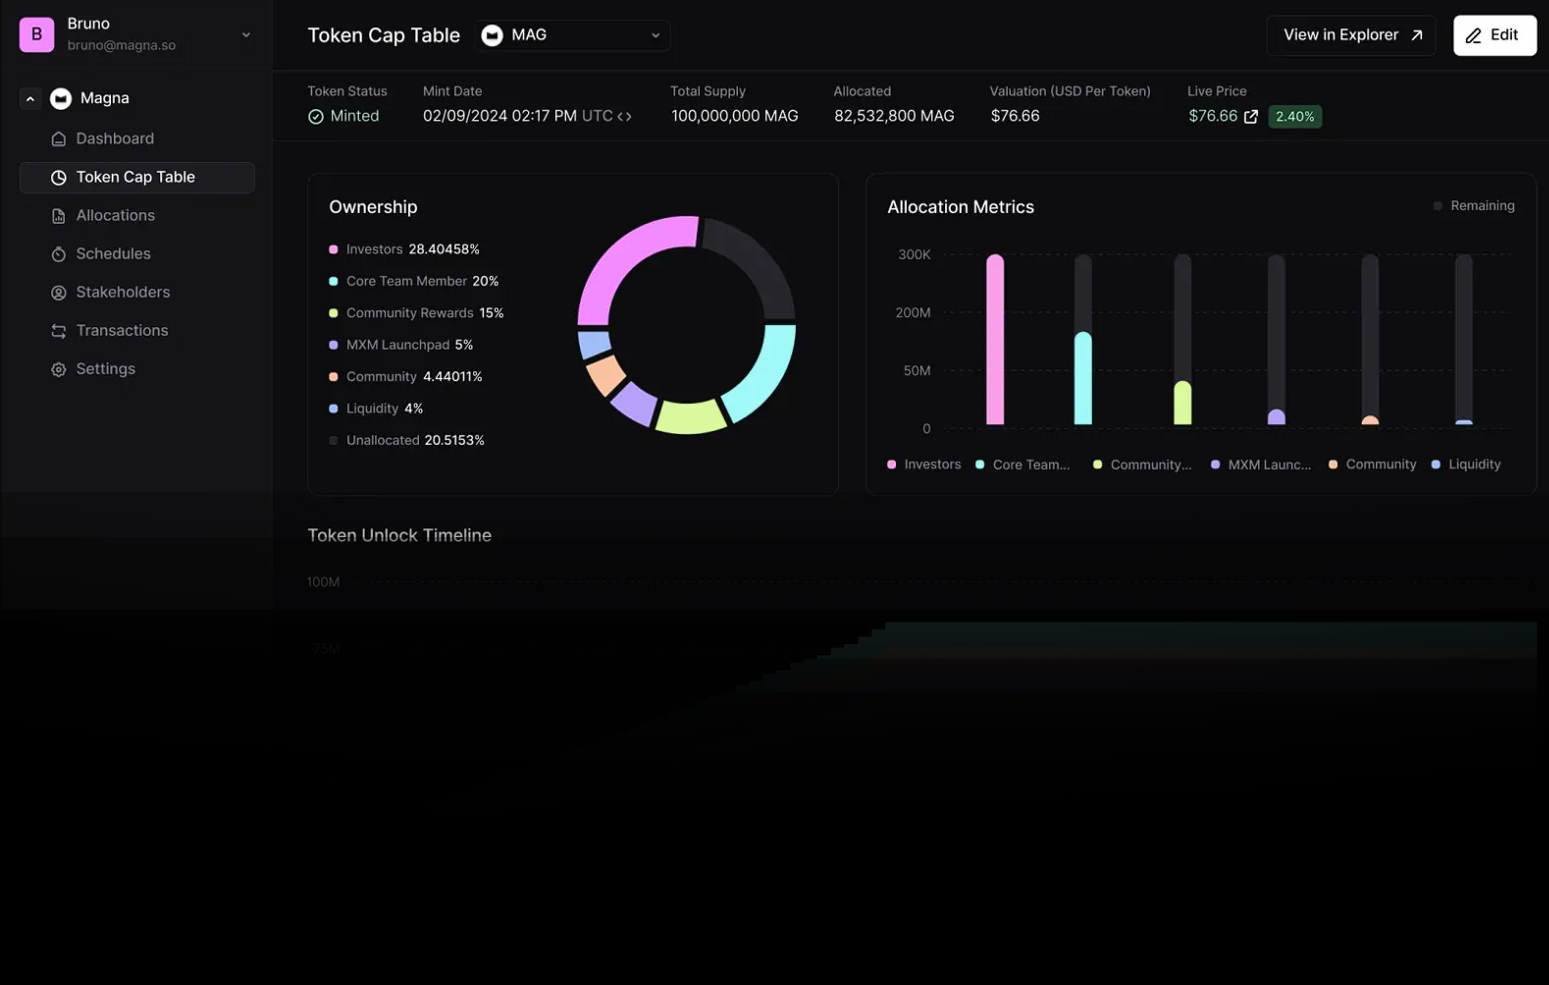 B
Bruno
bruno@magna.so
Magna
Dashboard
Token Cap Table
Allocations
Schedules
Stakeholders
Transactions
Settings
Token Cap Table
MAG
View in Explorer
Edit
Token Status
Minted
Mint Date
02/09/2024 02:17 PM UTC
Total Supply
100,000,000 MAG
Allocated
82,532,800 MAG
Valuation (USD Per Token)
$76.66
Live Price
$76.66
2.40%
Ownership
Investors 28.40458%
Core Team Member 20%
Community Rewards 15%
MXM Launchpad 5%
Community 4.44011%
Liquidity 4%
Unallocated 20.5153%
Allocation Metrics
Remaining
300K
200M
50M
0
Investors
Core Team...
Community...
MXM Launc...
Community
Liquidity
Token Unlock Timeline
100M
75M